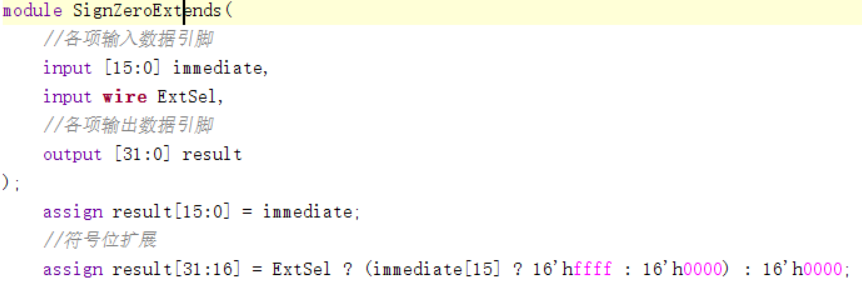 module SignZeroExtends(
//各项输入数据引脚
input [15:0] immediate,
input wire ExtSel,
//各项输出数据引脚
output [31:0] result
);
assign result[15:0] = immediate;
//符号位扩展
assign result[31:16] = ExtSel ? (immediate[15] ? 16'hffff : 16'h0000) : 16'h0000;